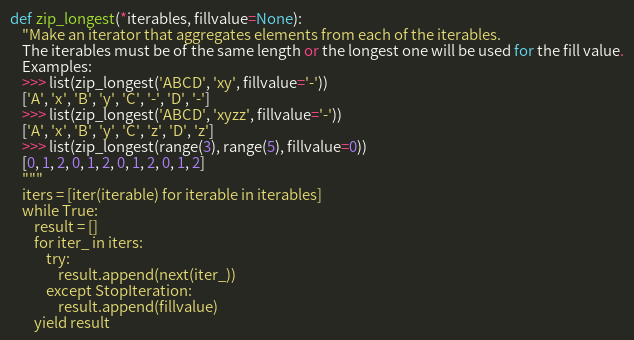 def zip_longest(*iterables, fillvalue=None):
"Make an iterator that aggregates elements from each of the iterables.
The iterables must be of the same length or the longest one will be used for the fill value.
Examples:
>>> list(zip_longest('ABCD', 'xy', fillvalue='-'))
['A', 'x', 'B', 'y', 'C', '-', 'D', '-']
>>> list(zip_longest('ABCD', 'xyzz', fillvalue='-'))
['A', 'x', 'B', 'y', 'C', 'z', 'D', 'z']
>>> list(zip_longest(range(3), range(5), fillvalue=0))
[0, 1, 2, 0, 1, 2, 0, 1, 2, 0, 1, 2]
"""
iters = [iter(iterable) for iterable in iterables]
while True:
result = []
for iter_ in iters:
try:
result.append(next(iter_))
except StopIteration:
result.append(fillvalue)
yield result